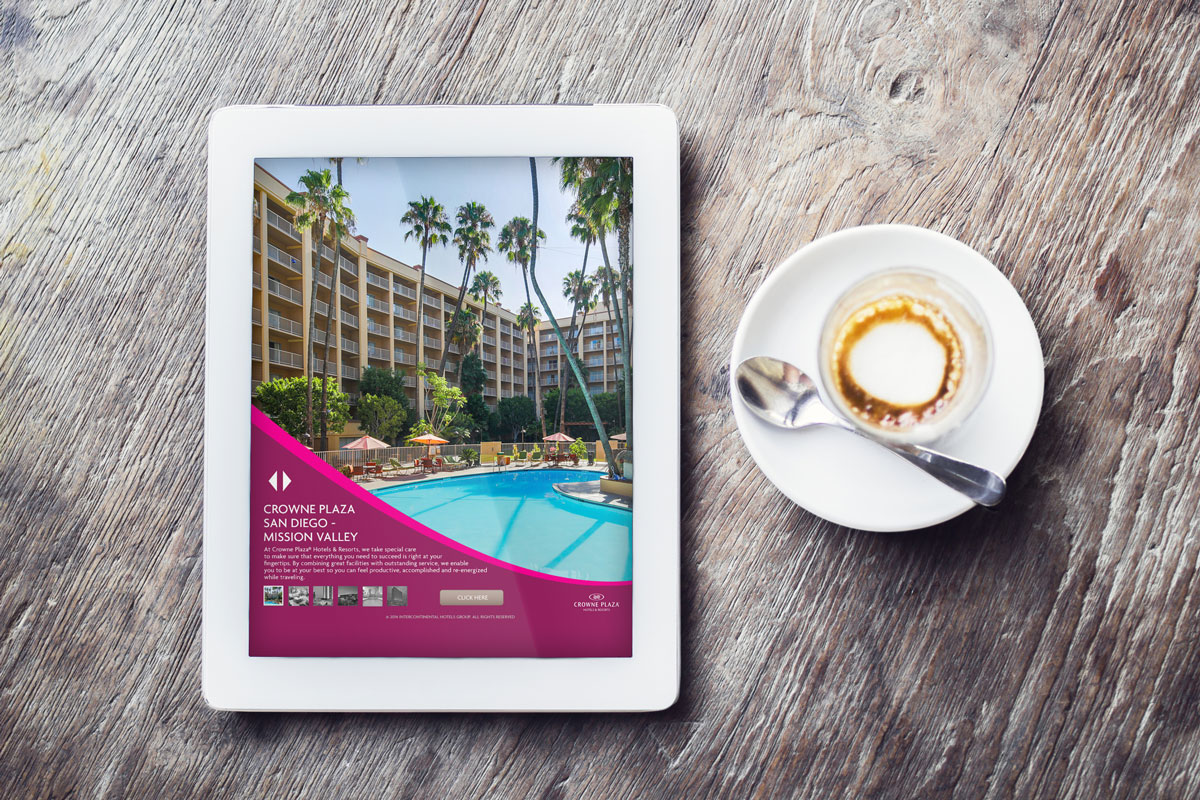 CROWNE PLAZA
SAN DIEGO -
MISSION VALLEY
At Crowne Plaza® Hotels & Resorts, we take special care
to make sure that everything you need to succeed is right at your
fingertips. By combining great facilities with outstanding service, we enable
you to be at your best so you can feel productive, accomplished and re-energized
while traveling.
CLICK HERE
CROWNE PLAZA
HOTELS & RESORTS
© 2016 INTERCONTINENTAL HOTELS GROUP. ALL RIGHTS RESERVED